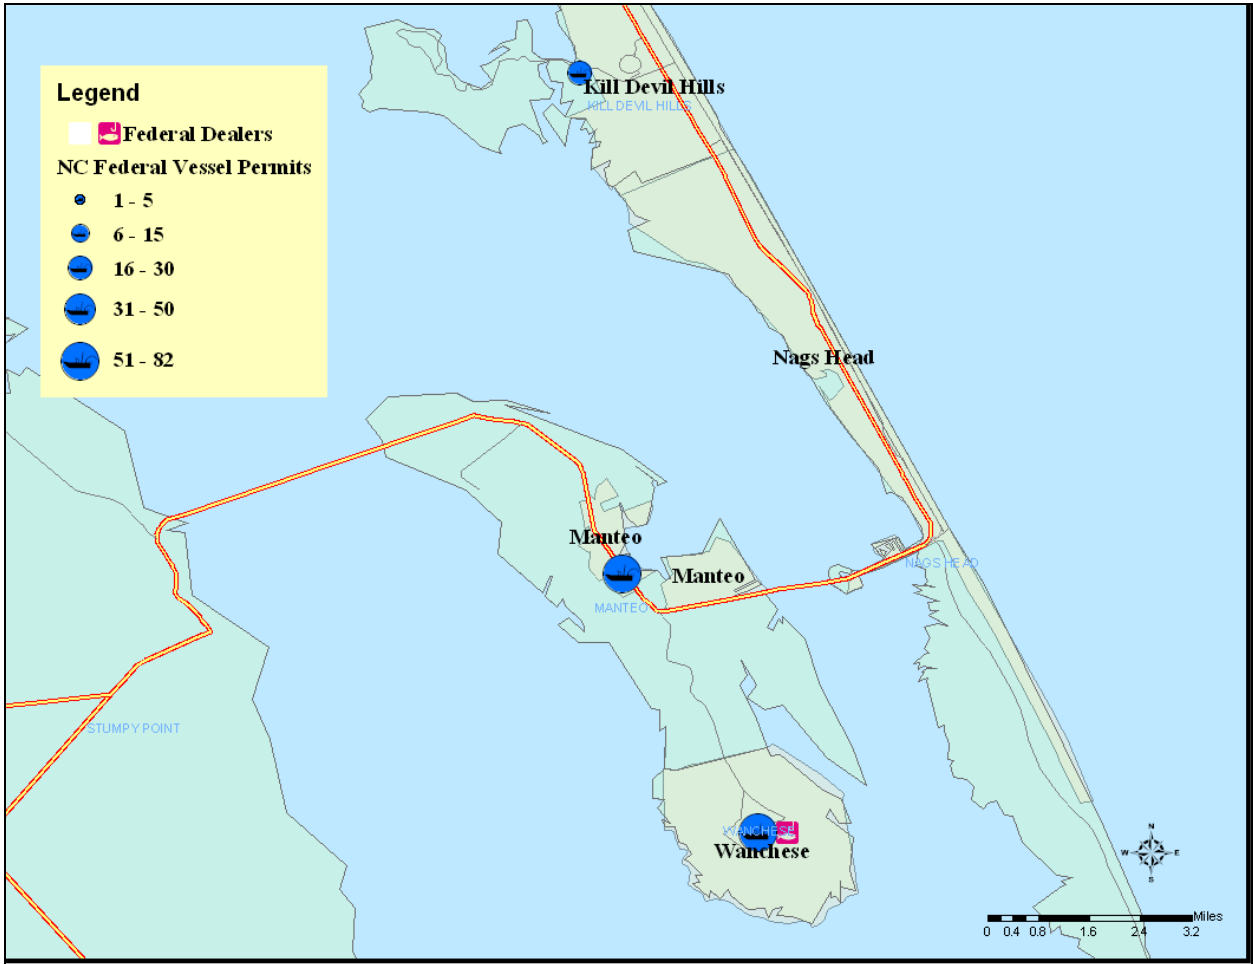 Legend
Federal Dealers
NC Federal Vessel Permits
1 - 5
6 - 15
16 - 30
31 - 50
51 - 82
Kill Devil Hills
KILL DEVIL HILLS
Nags Head
Manteo
Manteo
NAGS HEAD
MANTEO
STUMPY POINT
WANCHESE
Wanchese
N
W E
S
Miles
0 0.4 0.8 1.6 2.4 3.2